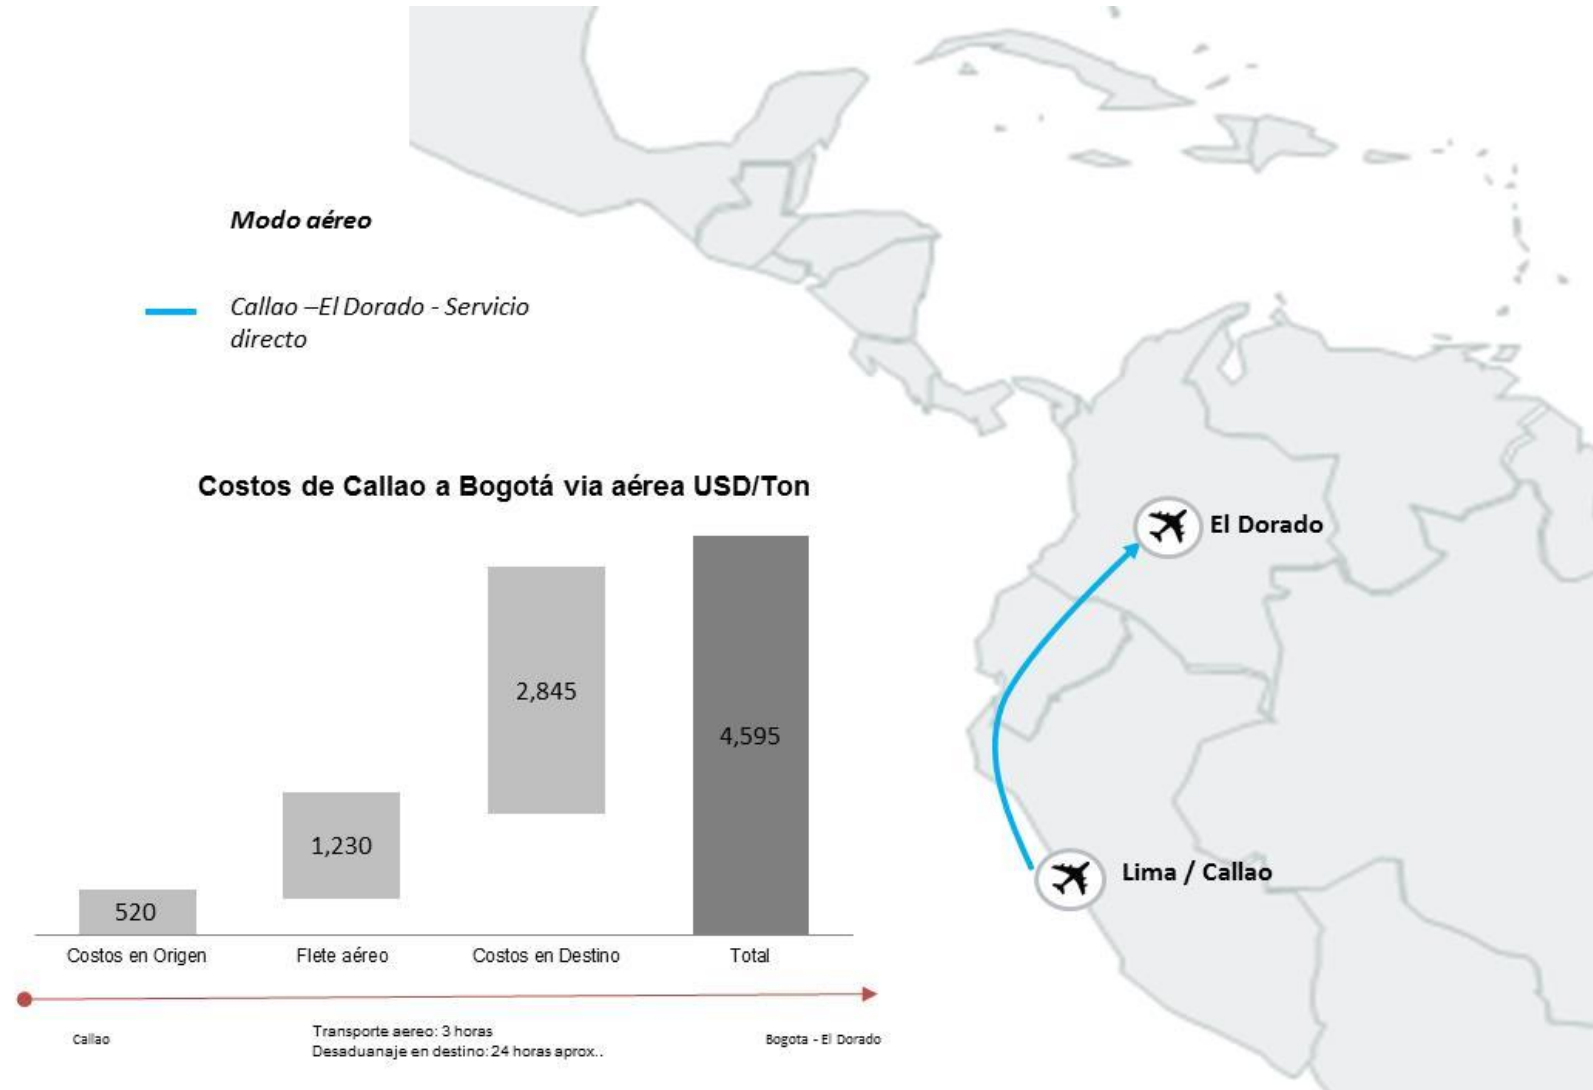 Modo aéreo
Callao –El Dorado - Servicio
directo
Costos de Callao a Bogotá via aérea USD/Ton
520
1,230
2,845
4,595
Costos en Origen
Flete aéreo
Costos en Destino
Total
Callao
Transporte aereo: 3 horas
Desaduanaje en destino: 24 horas aprox..
Bogota - El Dorado
El Dorado
Lima / Callao